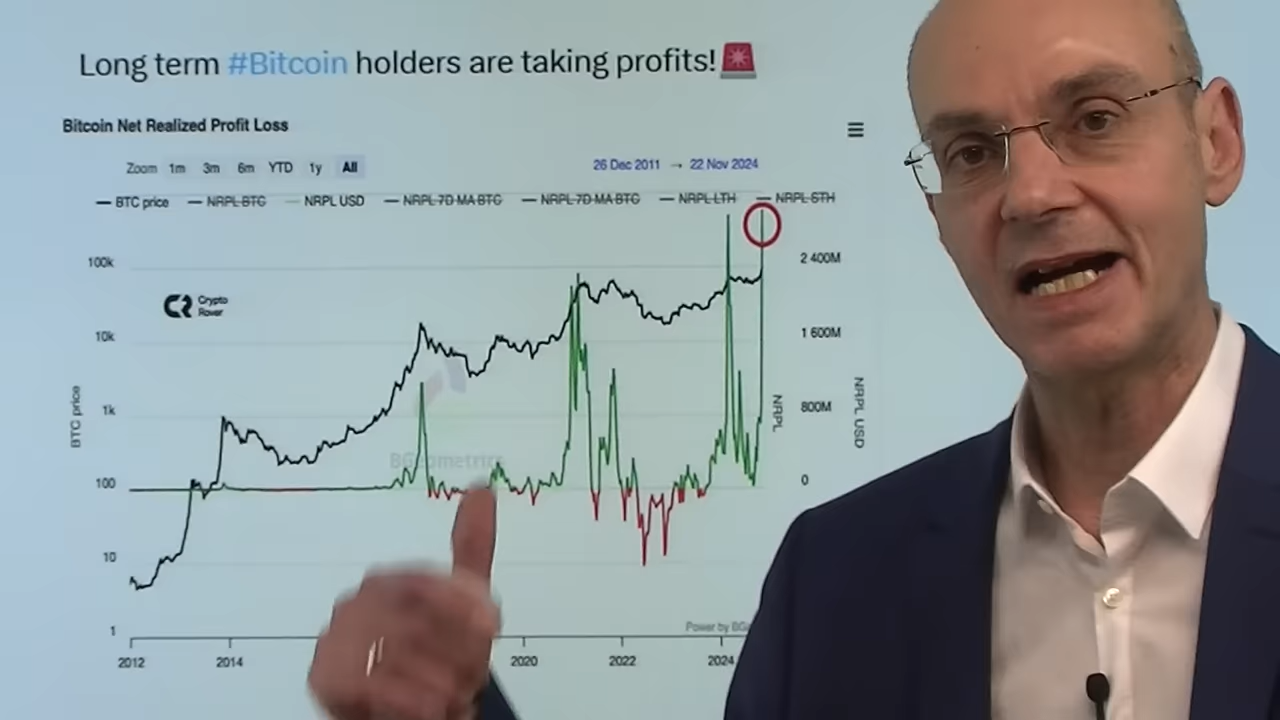 Long term #Bitcoin holders are taking profits!
Bitcoin Net Realized Profit Loss
Zoom 1m 3m 6m YTD 1y All
26 Dec 2011 → 22 Nov 2024
BTC price NRPL BTC NRPL USD NRPL 7D MA BTC NRPL 7D MA BTC NRPL LTH NRPL STH
100k
2 400M
Crypto
Rover
10k
1 600M
BTC price
NRPL
NRPL USD
1k
800M
BGeometrics
100
0
10
Power by
1
2012 2014 2020 2022 2024